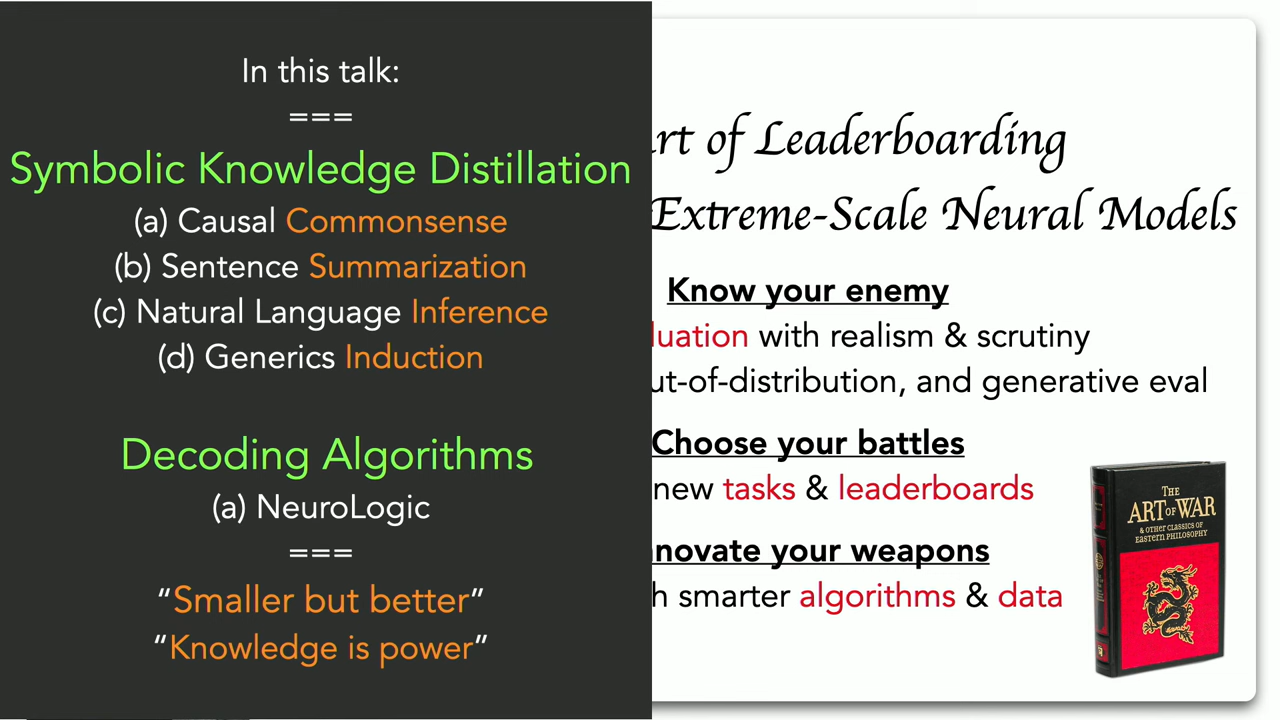 In this talk:
===
Symbolic Knowledge Distillation
(a) Causal Commonsense
(b) Sentence Summarization
(c) Natural Language Inference
(d) Generics Induction
Decoding Algorithms
(a) NeuroLogic
===
“Smaller but better”
“Knowledge is power”
rt of Leaderboarding
Extreme-Scale Neural Models
Know your enemy
luation with realism & scrutiny
ut-of-distribution, and generative eval
Choose your battles
new tasks & leaderboards
nnovate your weapons
h smarter algorithms & data
THE
ART OF WAR
& OTHER CLASSICS OF
EASTERN PHILOSOPHY